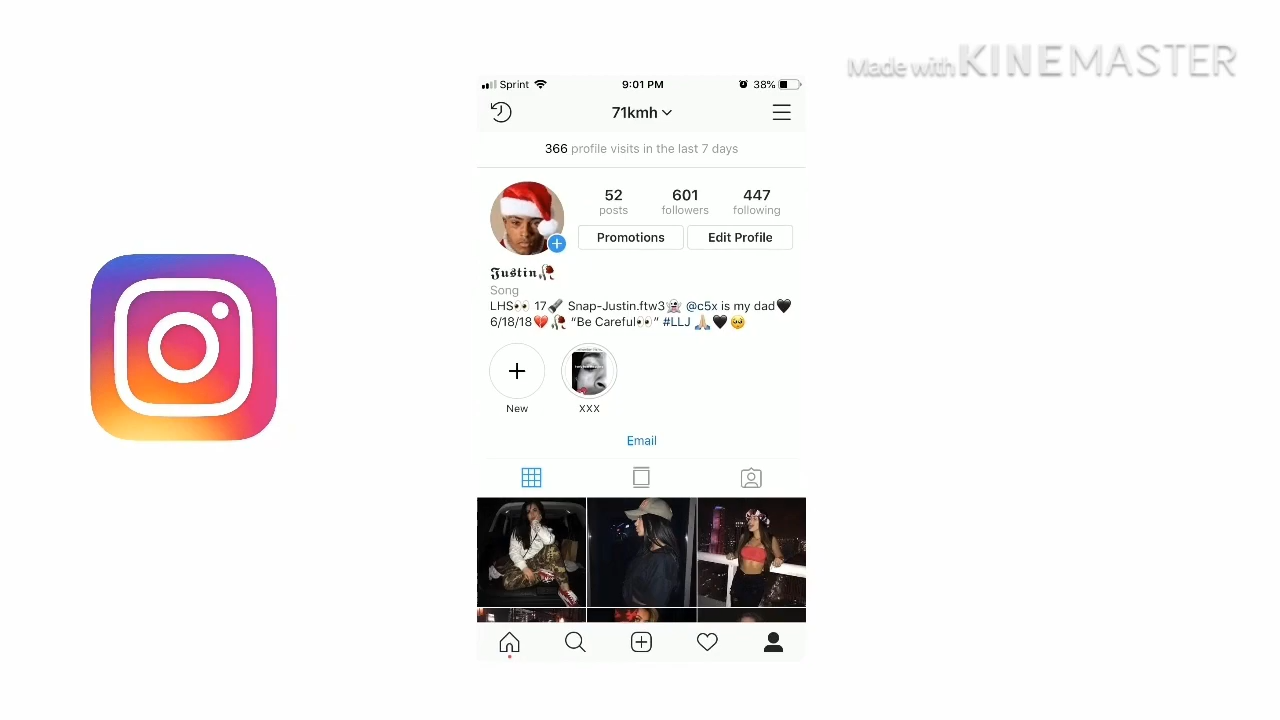 Made with KINEMASTER
Sprint 9:01 PM 38%
71kmh
366 profile visits in the last 7 days
52 601 447
posts followers following
Promotions Edit Profile
𝕵𝖚𝖘𝖙𝖎𝖓🥀
Song
LHS👀 17🔦 Snap-Justin.ftw3👻 @c5x is my dad🖤
6/18/18💔🥀 “Be Careful👀” #LLJ 🙏🏼🖤🥺
New XXX
Email